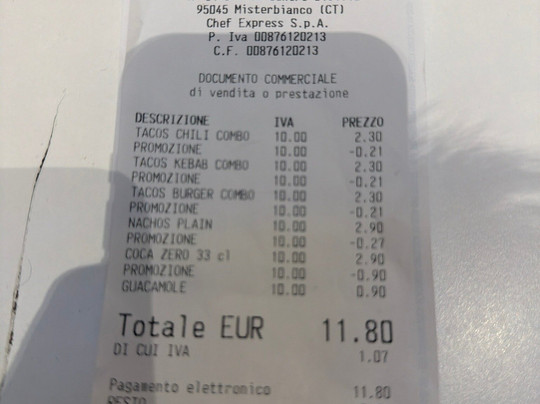 95045 Misterbianco (CT)
Chef Express S.p.A.
P. Iva 00876120213
C.F. 00876120213
DOCUMENTO COMMERCIALE
di vendita o prestazione
DESCRIZIONE IVA PREZZO
TACOS CHILI COMBO 10.00 2.30
PROMOZIONE 10.00 -0.21
TACOS KEBAB COMBO 10.00 2.30
PROMOZIONE 10.00 -0.21
TACOS BURGER COMBO 10.00 2.30
PROMOZIONE 10.00 -0.21
NACHOS PLAIN 10.00 2.90
PROMOZIONE 10.00 -0.27
COCA ZERO 33 cl 10.00 2.90
PROMOZIONE 10.00 -0.90
GUACAMOLE 10.00 0.90
Totale EUR 11.80
DI CUI IVA 1.07
Pagamento elettronico 11.80
RESTO